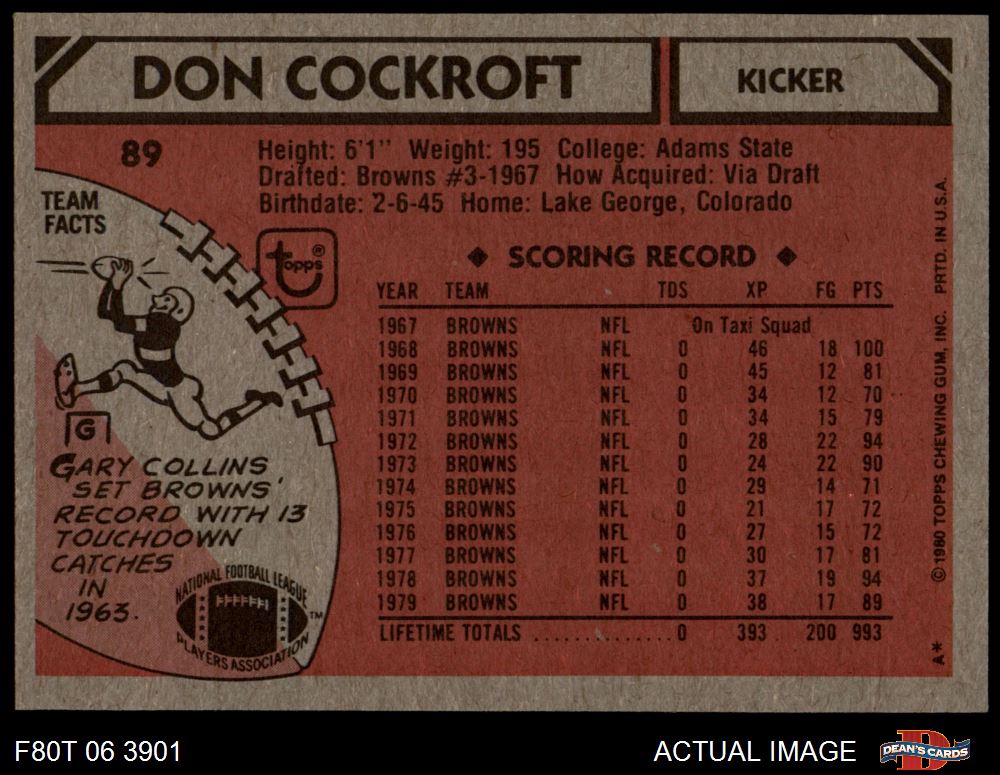 DON COCKROFT
KICKER
89
Height: 6'1" Weight: 195 College: Adams State
Drafted: Browns #3-1967 How Acquired: Via Draft
Birthdate: 2-6-45 Home: Lake George, Colorado
TEAM
FACTS
topps®
◆ SCORING RECORD ◆
YEAR TEAM TDS XP FG PTS
1967 BROWNS NFL On Taxi Squad
1968 BROWNS NFL 0 46 18 100
1969 BROWNS NFL 0 45 12 81
1970 BROWNS NFL 0 34 12 70
1971 BROWNS NFL 0 34 15 79
1972 BROWNS NFL 0 28 22 94
1973 BROWNS NFL 0 24 22 90
1974 BROWNS NFL 0 29 14 71
1975 BROWNS NFL 0 21 17 72
1976 BROWNS NFL 0 27 15 72
1977 BROWNS NFL 0 30 17 81
1978 BROWNS NFL 0 37 19 94
1979 BROWNS NFL 0 38 17 89
LIFETIME TOTALS ..............0 393 200 993
G
GARY COLLINS
SET BROWNS'
RECORD WITH 13
TOUCHDOWN
CATCHES
IN
1963.
NATIONAL FOOTBALL LEAGUE
PLAYERS ASSOCIATION
TM
A* © 1980 TOPPS CHEWING GUM, INC. PRTD. IN U.S.A.
F80T 06 3901
ACTUAL IMAGE
D
DEAN'S CARDS